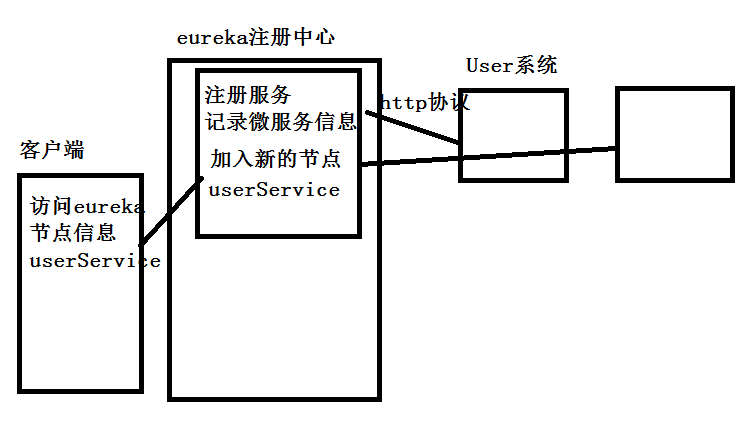 eureka注册中心
User系统
注册服务
记录微服务信息
http协议
加入新的节点
userService
客户端
访问eureka
节点信息
userService